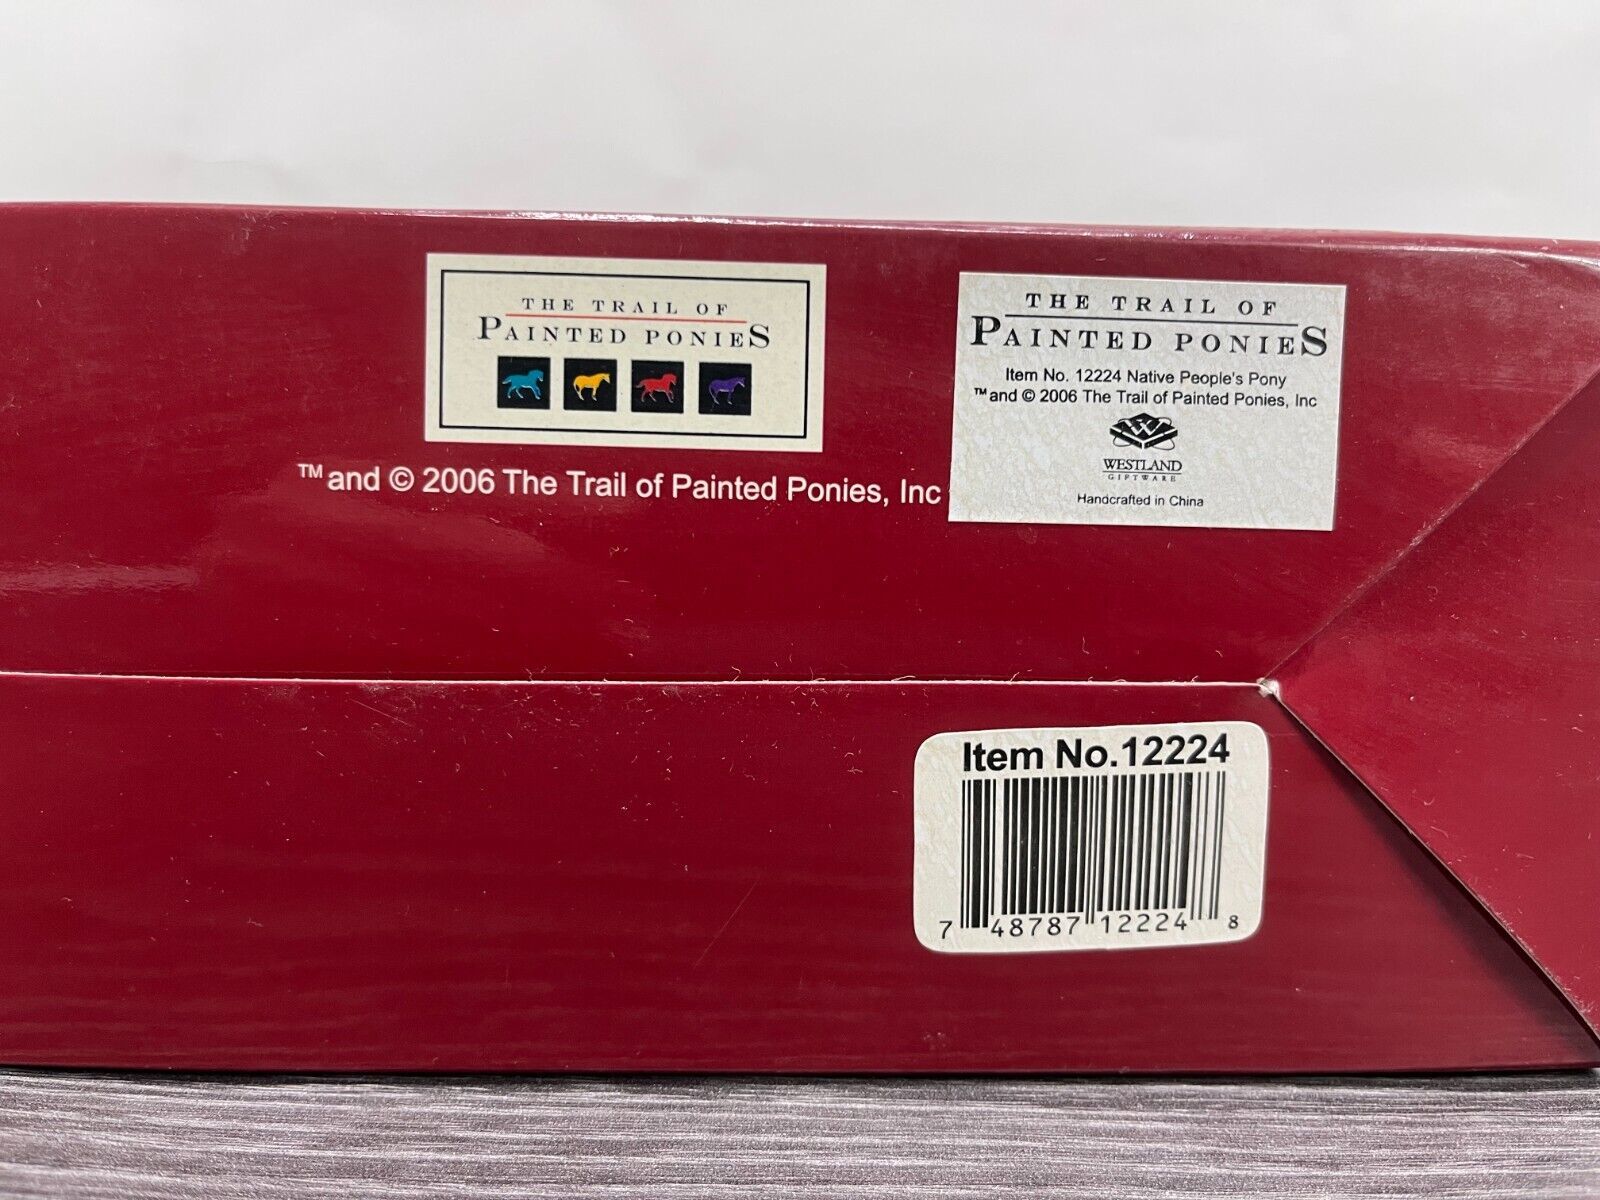 THE TRAIL OF
PAINTED PONIES
™ and © 2006 The Trail of Painted Ponies, Inc
THE TRAIL OF
PAINTED PONIES
Item No. 12224 Native People's Pony
™ and © 2006 The Trail of Painted Ponies, Inc
W
WESTLAND
GIFTWARE
Handcrafted in China
Item No.12224
7 48787 12224 8